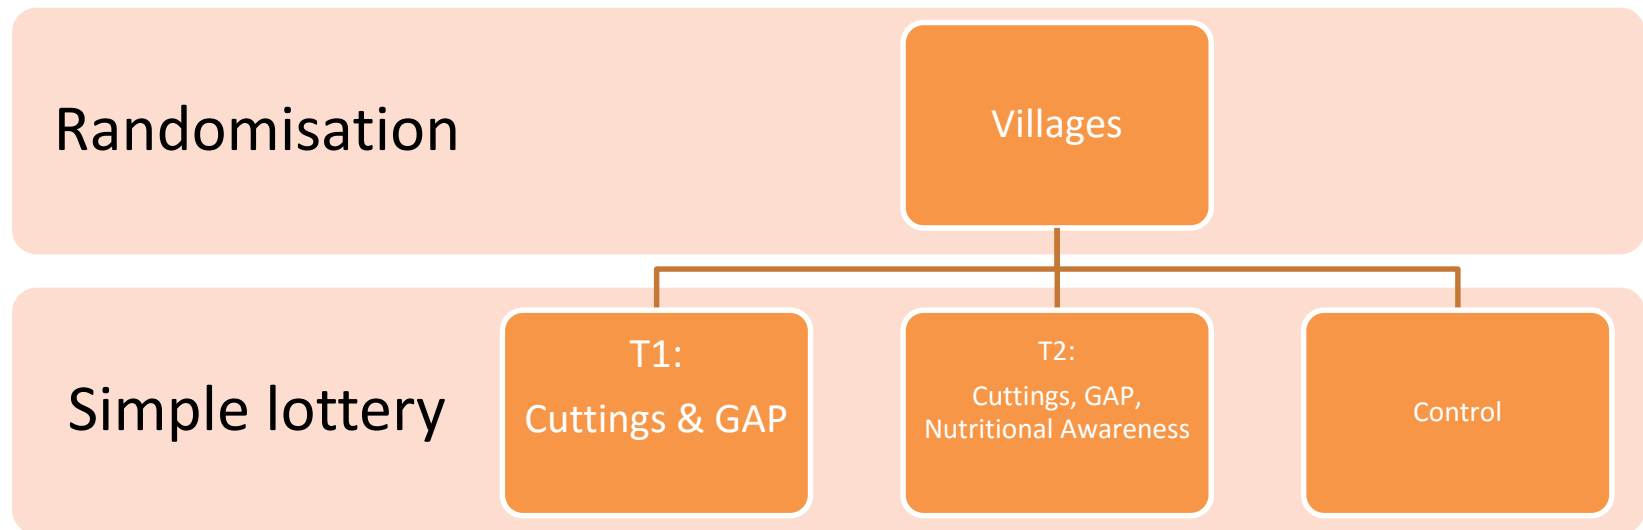 Randomisation
Villages
Simple lottery
T1:
Cuttings & GAP
T2:
Cuttings, GAP,
Nutritional Awareness
Control